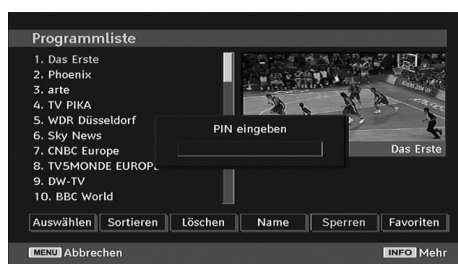 Programmliste
1. Das Erste
2. Phoenix
3. arte
4. TV PIKA
5. WDR Düsseldorf
6. Sky News
7. CNBC Europe
8. TV5MONDE EUROPE
9. DW-TV
10. BBC World
PIN eingeben
Das Erste
Auswählen Sortieren Löschen Name Sperren Favoriten
MENU Abbrechen INFO Mehr